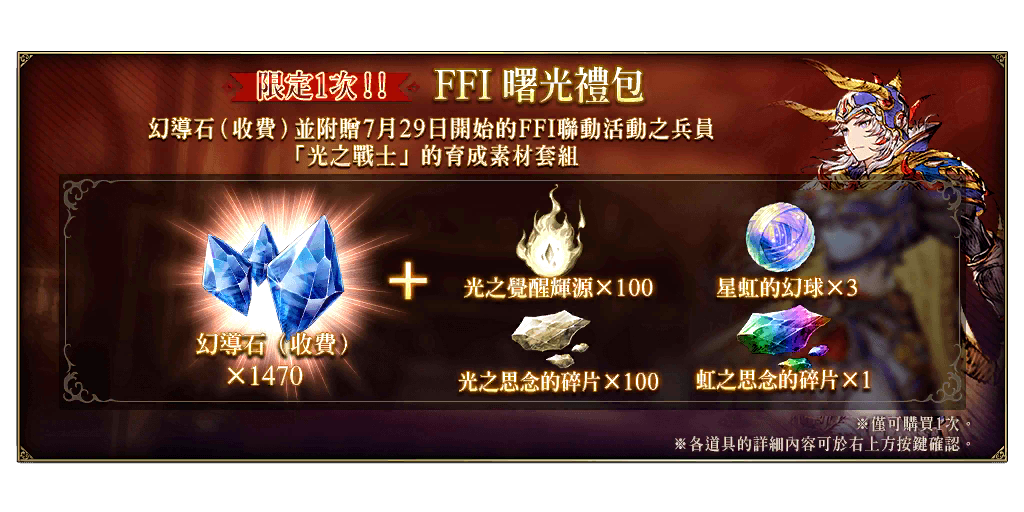 限定1次!!
FFI 曙光禮包
幻導石（收費）並附贈7月29日開始的FFI聯動活動之兵員
「光之戰士」的育成素材套組
幻導石（收費）
×1470
+
光之覺醒輝源×100
星虹的幻球×3
光之思念的碎片×100
虹之思念的碎片×1
※僅可購買1次。
※各道具的詳細內容可於右上方按鍵確認。